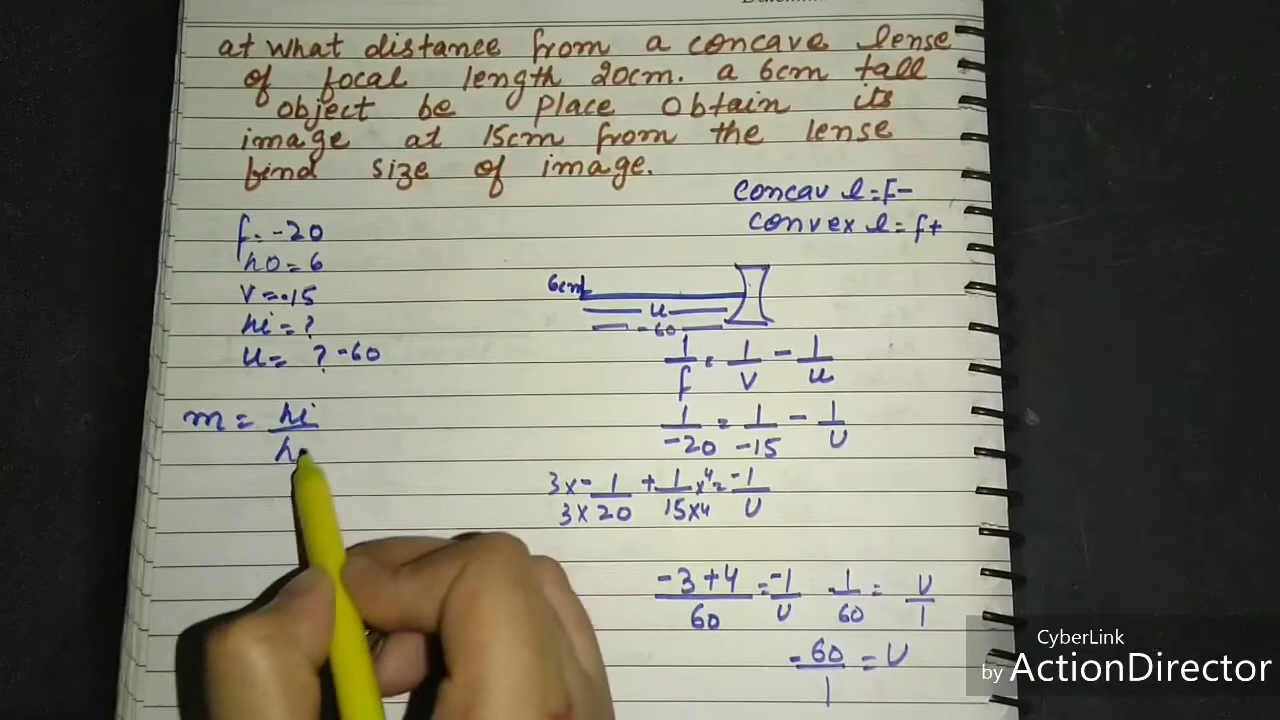 at what distance from a concave lense
of focal length 20cm. a 6cm tall
object be place obtain its
image at 15cm from the lense
find size of image.
concav l=F-
convex l= f+
f=-20
ho=6
v=-15
hi=?
u= ? -60
6cm
u
-60
1/f = 1/v - 1/u
1/-20 = 1/-15 - 1/U
3x-1/3x20 + 1/15x4 x4 = -1/U
-3+4/60 = -1/U 1/60 = U/1
-60/1 = U
m = hi/ho
CyberLink
by ActionDirector